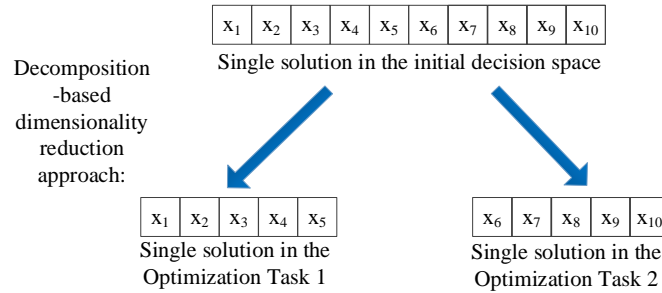 x1 x2 x3 x4 x5 x6 x7 x8 x9 x10
Single solution in the initial decision space
Decomposition
-based
dimensionality
reduction
approach:
x1 x2 x3 x4 x5
Single solution in the
Optimization Task 1
x6 x7 x8 x9 x10
Single solution in the
Optimization Task 2